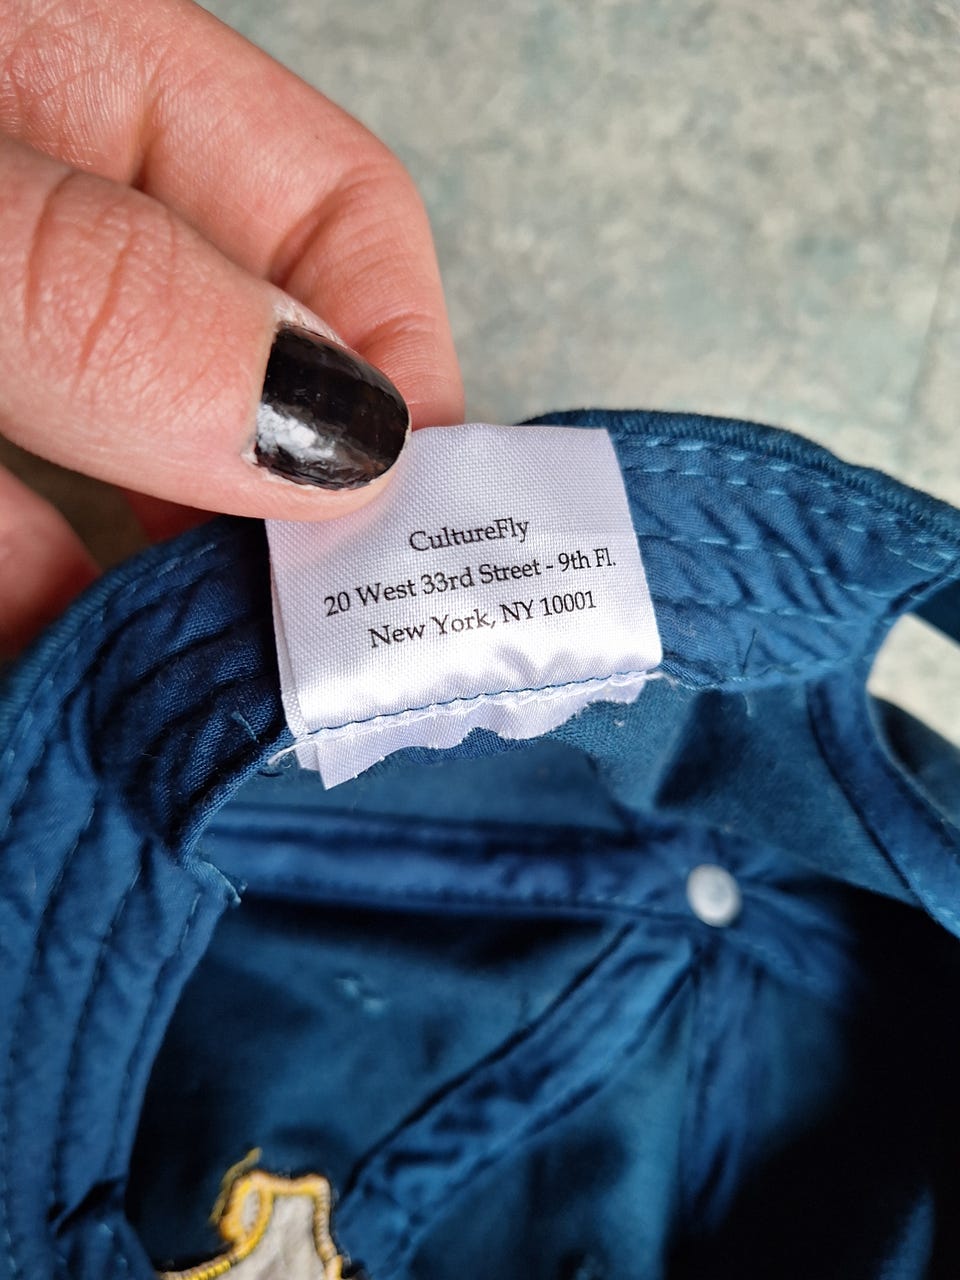 CultureFly
20 West 33rd Street - 9th Fl.
New York, NY 10001